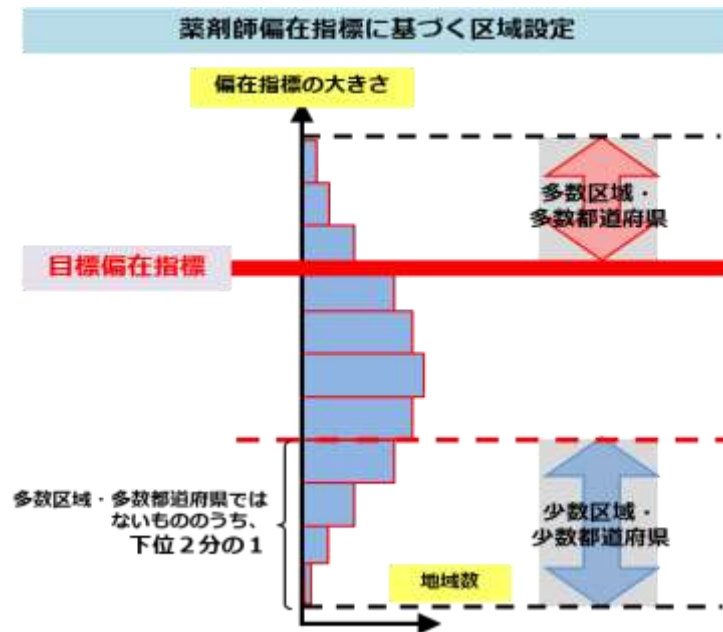 薬剤師偏在指標に基づく区域設定
偏在指標の大きさ
多数区域・
多数都道府県
目標偏在指標
多数区域・多数都道府県では
ないもののうち、
下位２分の１
少数区域・
少数都道府県
地域数